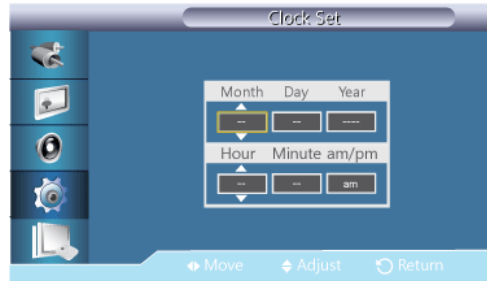 Clock Set
Month Day Year
-- -- ----
Hour Minute am/pm
-- -- am
Move Adjust Return